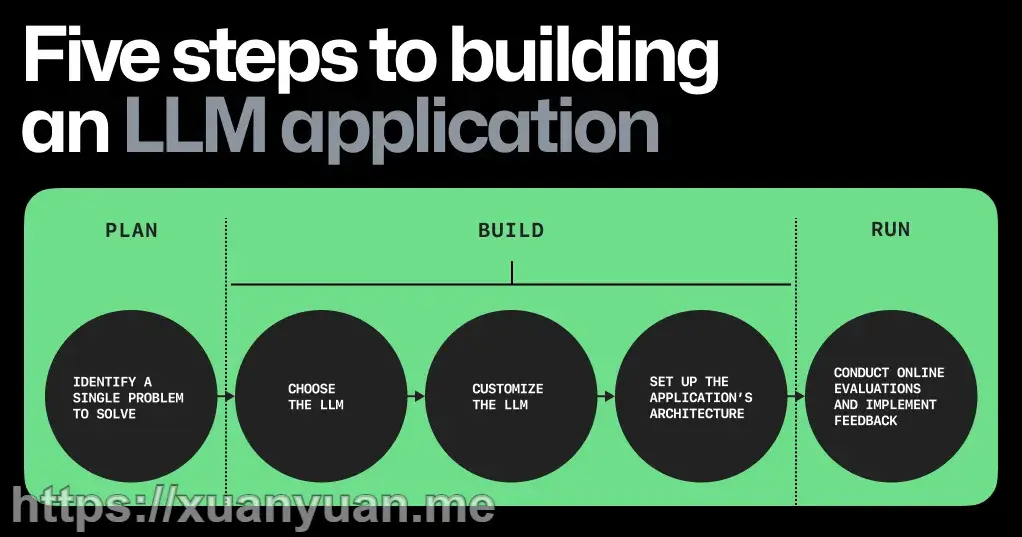 Five steps to building
an LLM application
PLAN
BUILD
RUN
IDENTIFY A
SINGLE PROBLEM
TO SOLVE
CHOOSE
THE LLM
CUSTOMIZE
THE LLM
SET UP THE
APPLICATION'S
ARCHITECTURE
CONDUCT ONLINE
EVALUATIONS
AND IMPLEMENT
FEEDBACK
https://xuanyuan.me